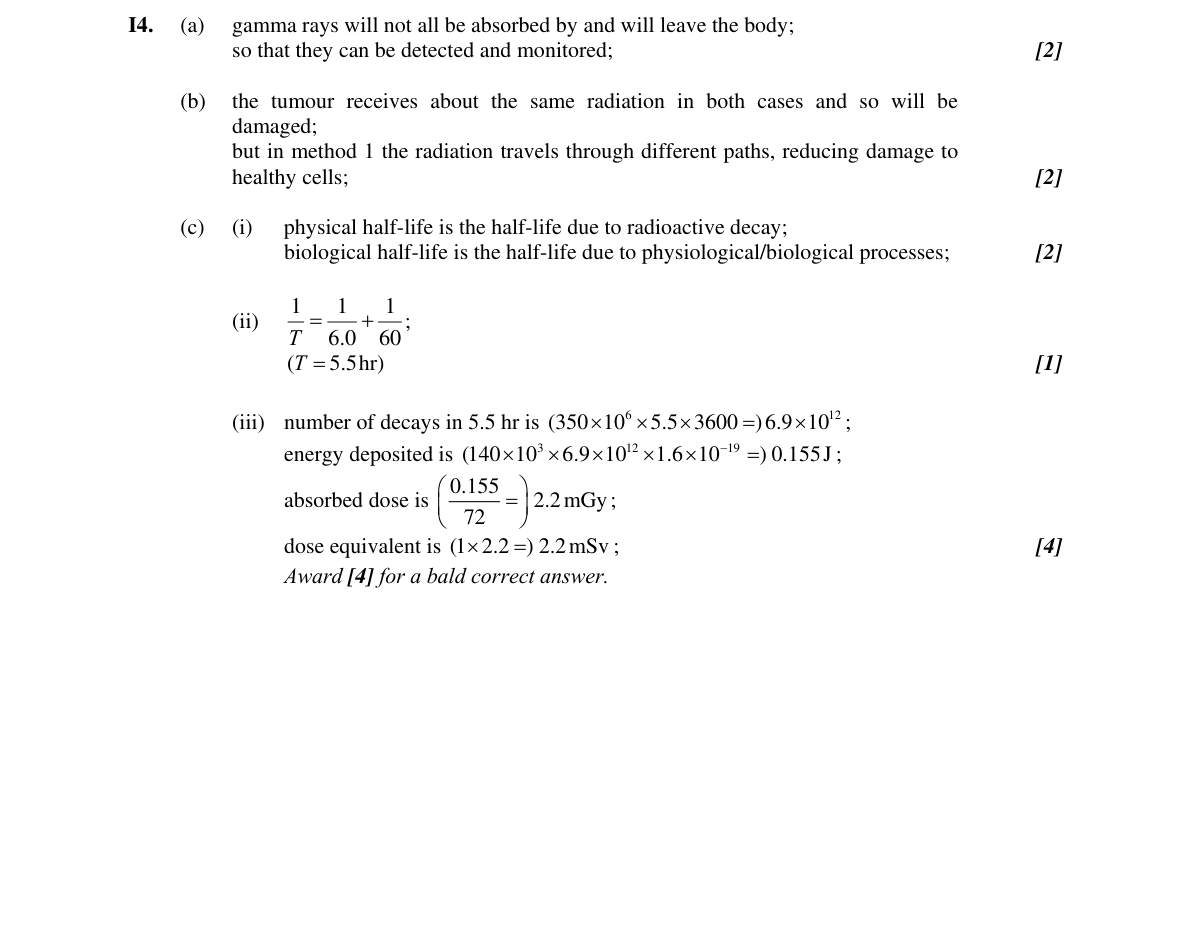 I4. (a) gamma rays will not all be absorbed by and will leave the body;
so that they can be detected and monitored; [2]
(b) the tumour receives about the same radiation in both cases and so will be
damaged;
but in method 1 the radiation travels through different paths, reducing damage to
healthy cells; [2]
(c) (i) physical half-life is the half-life due to radioactive decay;
biological half-life is the half-life due to physiological/biological processes; [2]
(ii) 1/T = 1/6.0 + 1/60;
(T = 5.5hr) [1]
(iii) number of decays in 5.5 hr is (350×10⁶ ×5.5×3600 =)6.9×10¹² ;
energy deposited is (140×10³ ×6.9×10¹² ×1.6×10⁻¹⁹ =) 0.155J ;
absorbed dose is (0.155/72 =) 2.2 mGy ;
dose equivalent is (1×2.2 =) 2.2 mSv ; [4]
Award [4] for a bald correct answer.